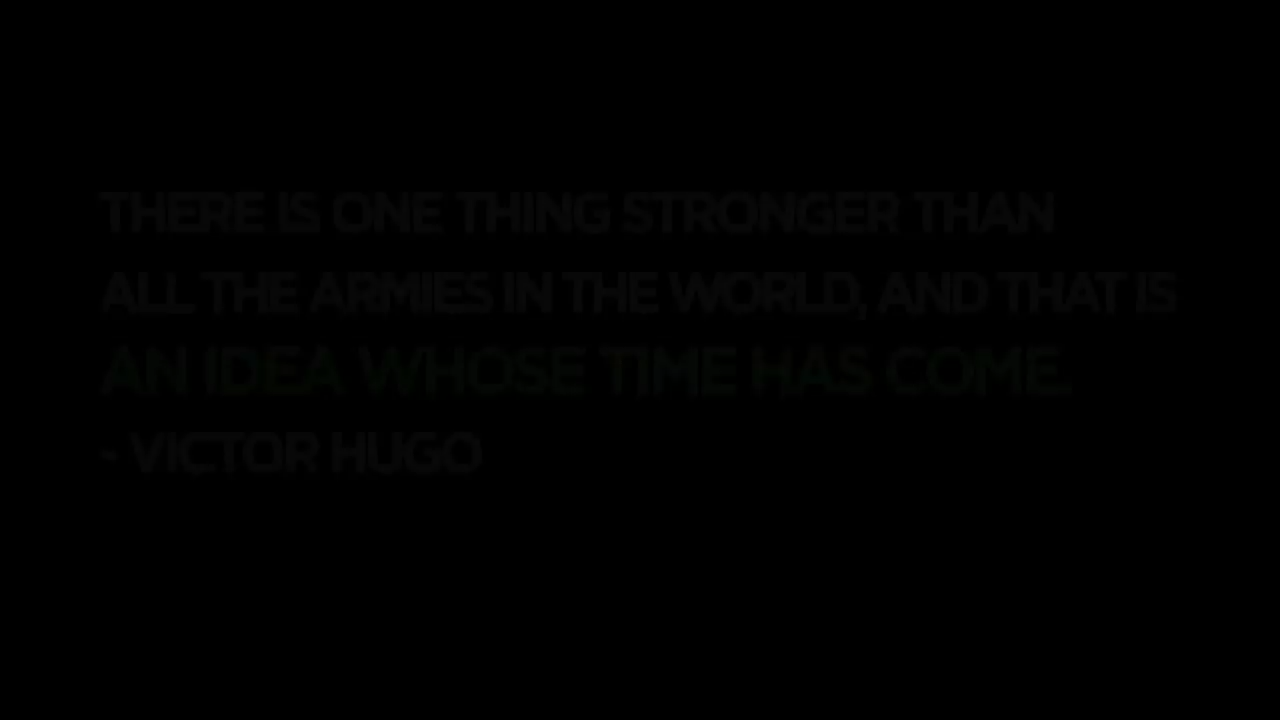 THERE IS ONE THING STRONGER THAN
ALL THE ARMIES IN THE WORLD, AND THAT IS
AN IDEA WHOSE TIME HAS COME.
- VICTOR HUGO